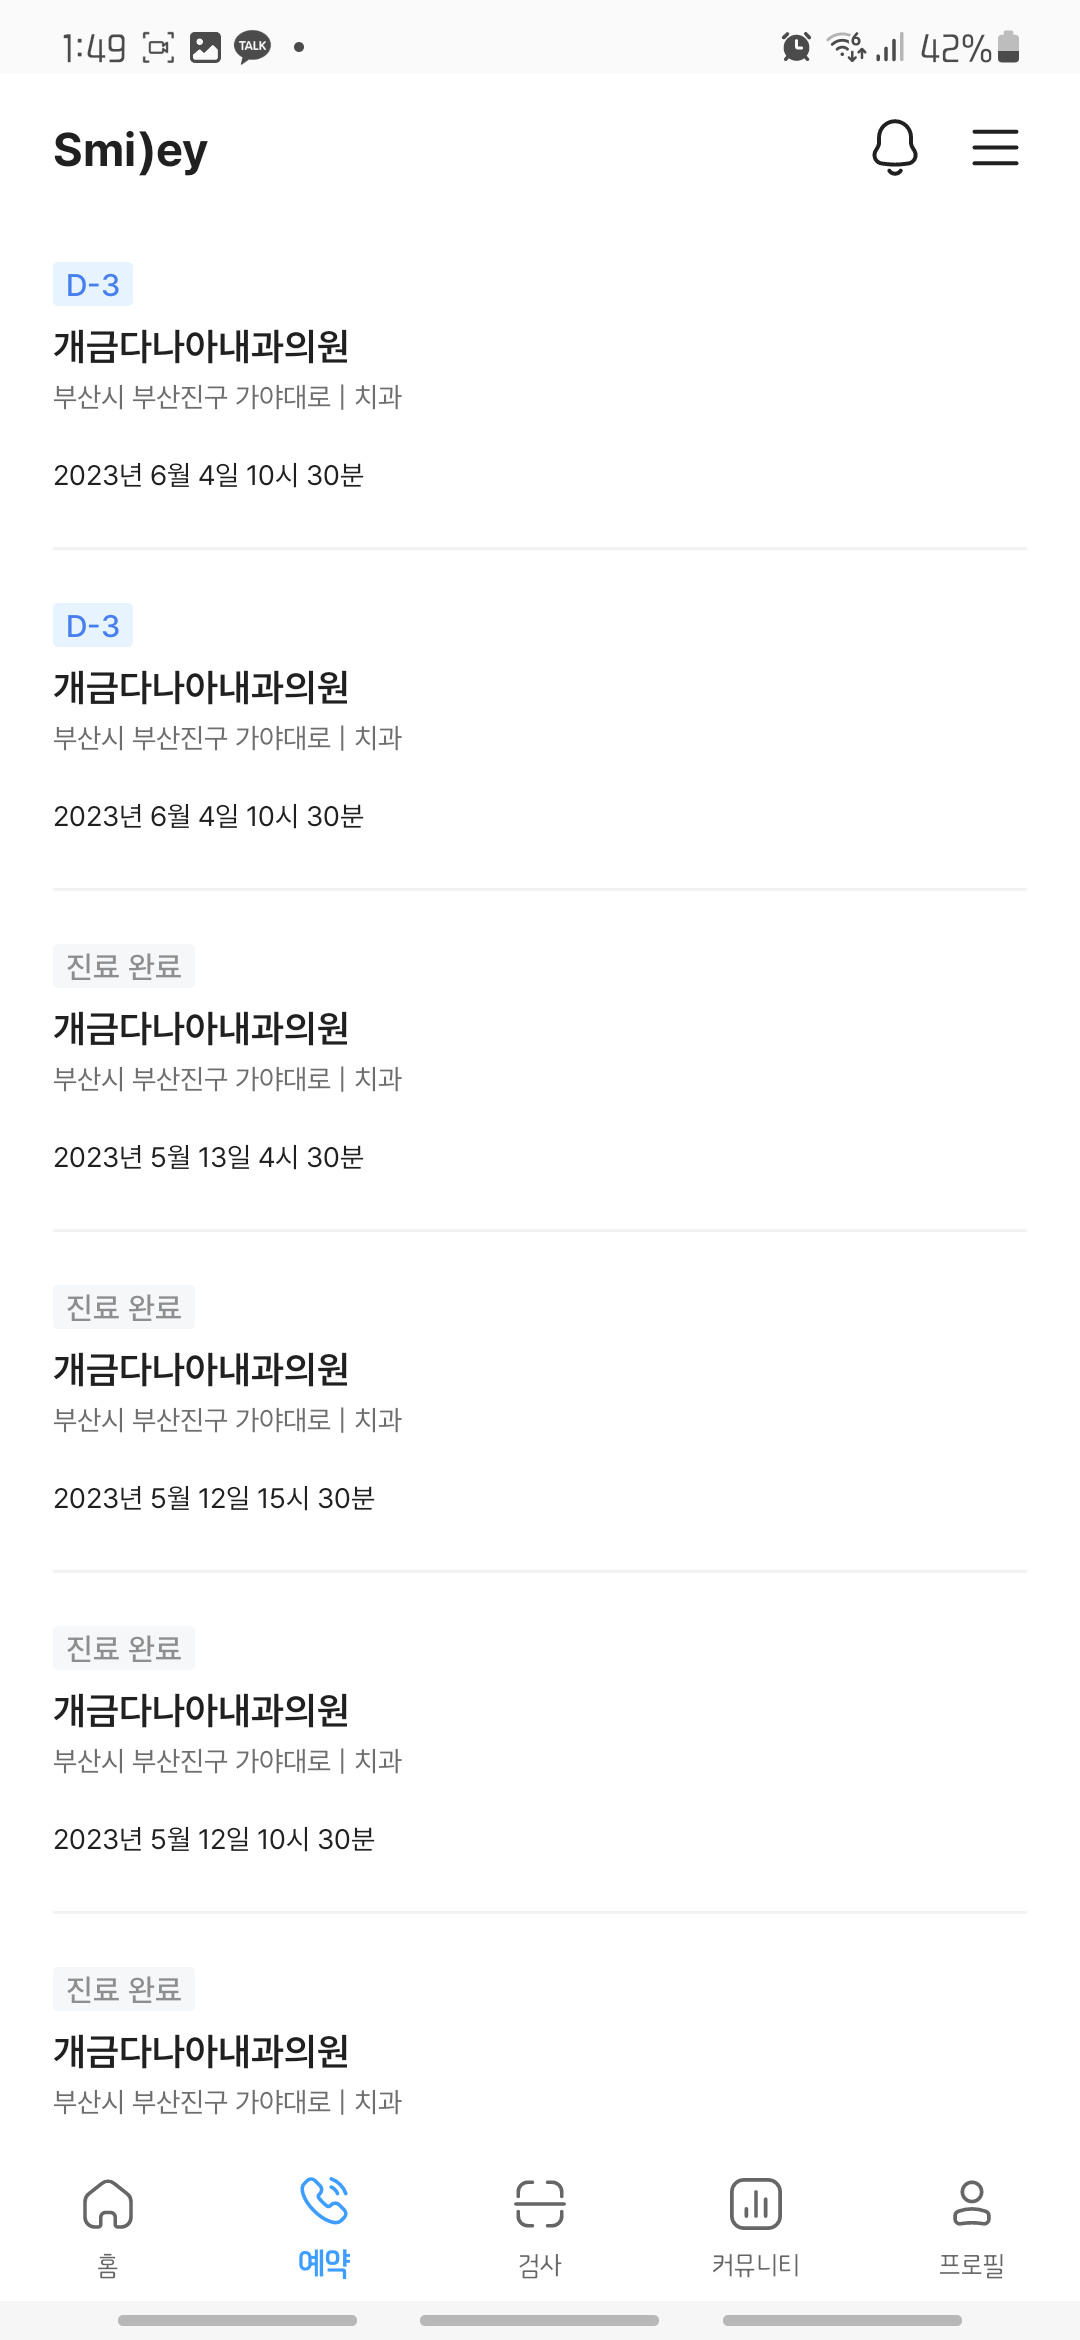 1:49
TALK
6
42%
Smi)ey
D-3
개금다나아내과의원
부산시 부산진구 가야대로 | 치과
2023년 6월 4일 10시 30분
D-3
개금다나아내과의원
부산시 부산진구 가야대로 | 치과
2023년 6월 4일 10시 30분
진료 완료
개금다나아내과의원
부산시 부산진구 가야대로 | 치과
2023년 5월 13일 4시 30분
진료 완료
개금다나아내과의원
부산시 부산진구 가야대로 | 치과
2023년 5월 12일 15시 30분
진료 완료
개금다나아내과의원
부산시 부산진구 가야대로 | 치과
2023년 5월 12일 10시 30분
진료 완료
개금다나아내과의원
부산시 부산진구 가야대로 | 치과
홈 예약 검사 커뮤니티 프로필